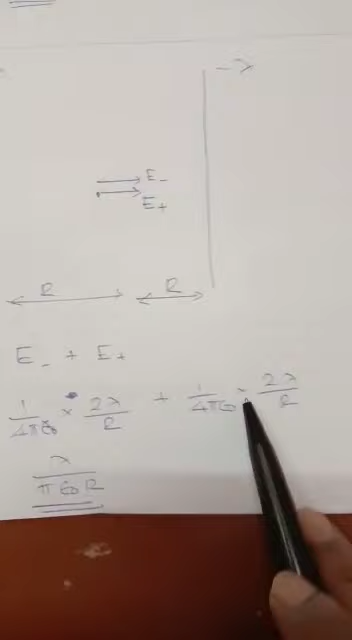 -λ
E₋
E₊
R R
E₋ + E₊
1/4πε₀ × 2λ/R + 1/4πε₀ × 2λ/R
λ/πε₀R